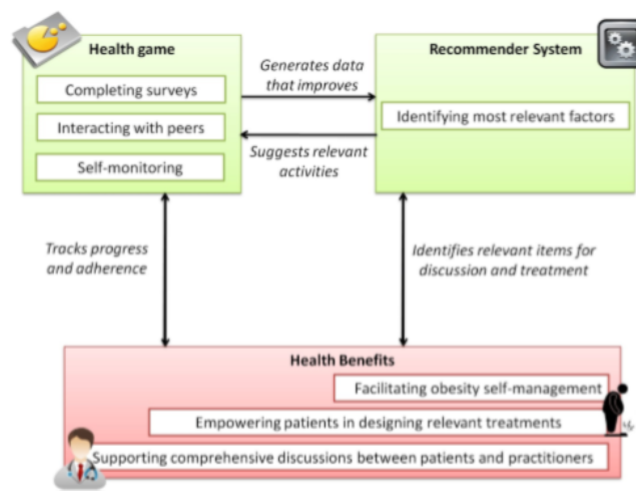 Health game
Completing surveys
Interacting with peers
Self-monitoring
Generates data
that improves
Suggests relevant
activities
Recommender System
Identifying most relevant factors
Tracks progress
and adherence
Identifies relevant items for
discussion and treatment
Health Benefits
Facilitating obesity self-management
Empowering patients in designing relevant treatments
Supporting comprehensive discussions between patients and practitioners